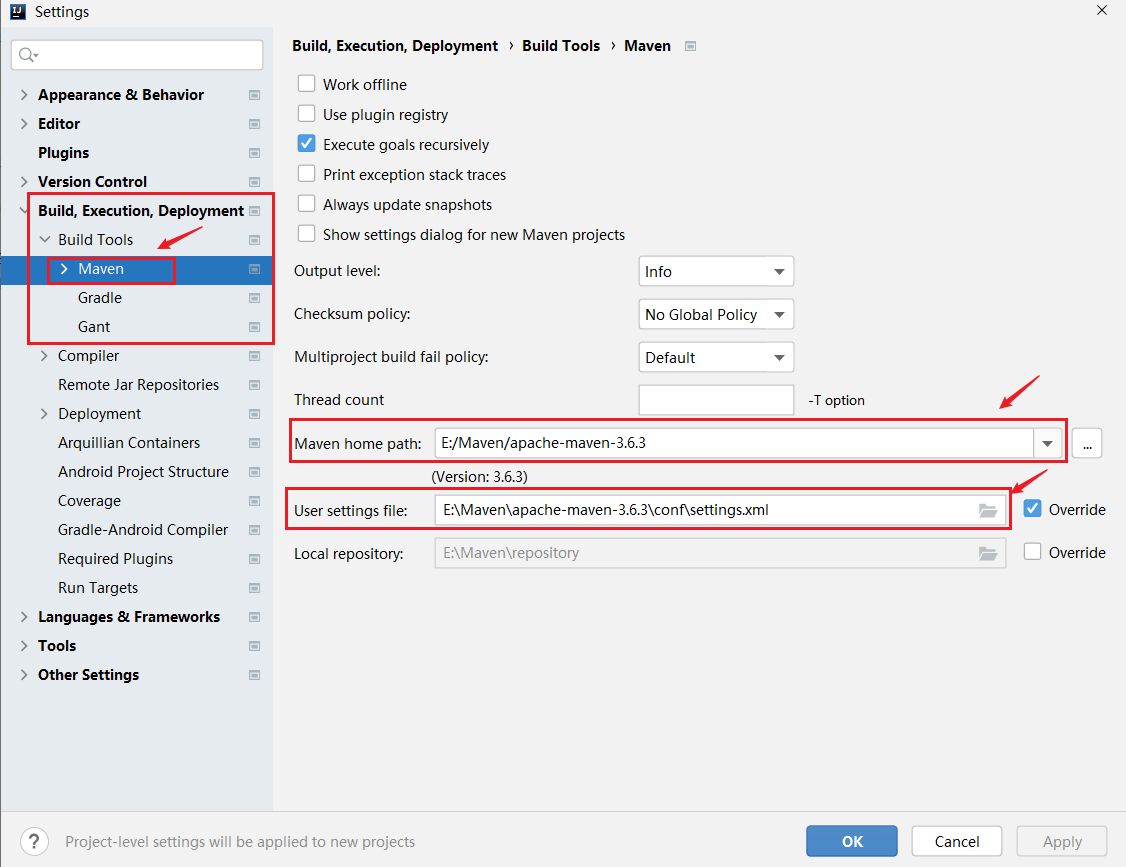 Settings
Build, Execution, Deployment › Build Tools › Maven
Appearance & Behavior
Editor
Plugins
Version Control
Build, Execution, Deployment
Build Tools
Maven
Gradle
Gant
Compiler
Remote Jar Repositories
Deployment
Arquillian Containers
Android Project Structure
Coverage
Gradle-Android Compiler
Required Plugins
Run Targets
Languages & Frameworks
Tools
Other Settings
Work offline
Use plugin registry
Execute goals recursively
Print exception stack traces
Always update snapshots
Show settings dialog for new Maven projects
Output level: Info
Checksum policy: No Global Policy
Multiproject build fail policy: Default
Thread count -T option
Maven home path: E:/Maven/apache-maven-3.6.3 ...
(Version: 3.6.3)
User settings file: E:\Maven\apache-maven-3.6.3\conf\settings.xml Override
Local repository: E:\Maven\repository Override
? Project-level settings will be applied to new projects
OK Cancel Apply